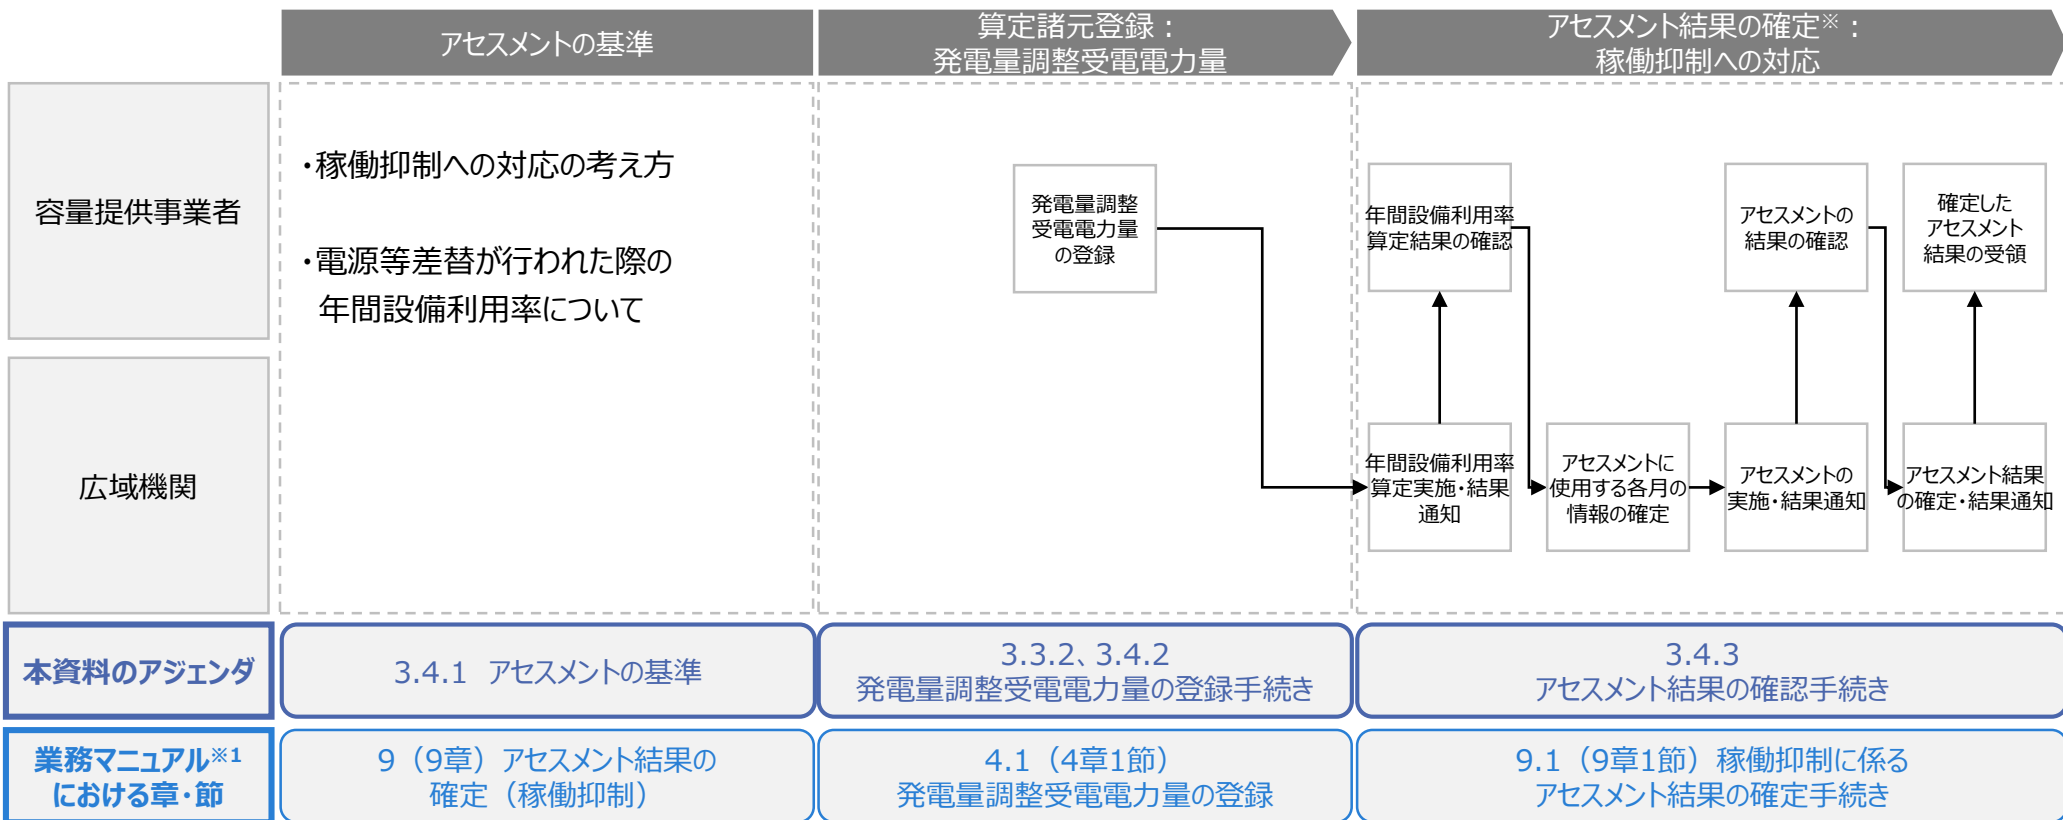 アセスメントの基準
算定諸元登録：
発電量調整受電電力量
アセスメント結果の確定※：
稼働抑制への対応
容量提供事業者
・稼働抑制への対応の考え方
・電源等差替が行われた際の
年間設備利用率について
発電量調整
受電電力量
の登録
年間設備利用率
算定結果の確認
アセスメントの
結果の確認
確定した
アセスメント
結果の受領
広域機関
年間設備利用率
算定実施・結果
通知
アセスメントに
使用する各月の
情報の確定
アセスメントの
実施・結果通知
アセスメント結果
の確定・結果通知
本資料のアジェンダ
3.4.1 アセスメントの基準
3.3.2、3.4.2
発電量調整受電電力量の登録手続き
3.4.3
アセスメント結果の確認手続き
業務マニュアル※1
における章・節
9（9章）アセスメント結果の
確定（稼働抑制）
4.1（4章1節）
発電量調整受電電力量の登録
9.1（9章1節）稼働抑制に係る
アセスメント結果の確定手続き